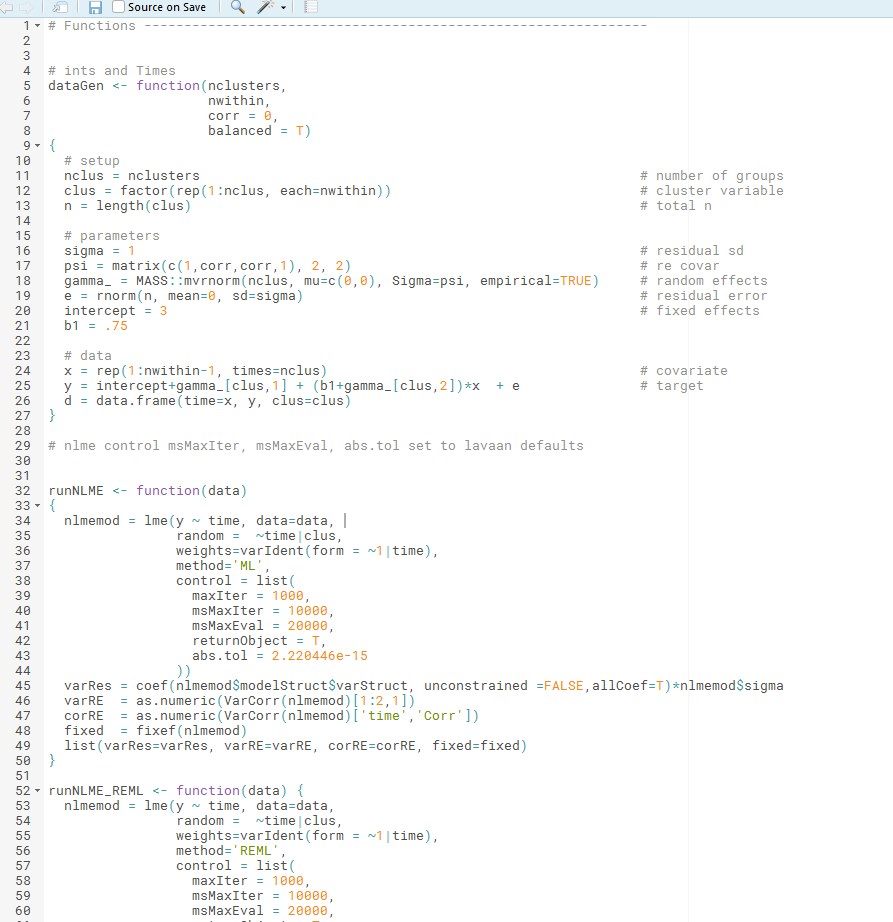 Source on Save
1 # Functions ---------------------------------------------------------------
2
3
4 # ints and Times
5 dataGen <- function(nclusters,
6                     nwithin,
7                     corr = 0,
8                     balanced = T)
9 {
10   # setup
11   nclus = nclusters                                                       # number of groups
12   clus = factor(rep(1:nclus, each=nwithin))                               # cluster variable
13   n = length(clus)                                                        # total n
14
15   # parameters
16   sigma = 1                                                               # residual sd
17   psi = matrix(c(1,corr,corr,1), 2, 2)                                    # re covar
18   gamma_ = MASS::mvrnorm(nclus, mu=c(0,0), Sigma=psi, empirical=TRUE)     # random effects
19   e = rnorm(n, mean=0, sd=sigma)                                          # residual error
20   intercept = 3                                                           # fixed effects
21   b1 = .75
22
23   # data
24   x = rep(1:nwithin-1, times=nclus)                                       # covariate
25   y = intercept+gamma_[clus,1] + (b1+gamma_[clus,2])*x  + e               # target
26   d = data.frame(time=x, y, clus=clus)
27 }
28
29 # nlme control msMaxIter, msMaxEval, abs.tol set to lavaan defaults
30
31
32 runNLME <- function(data)
33 {
34   nlmemod = lme(y ~ time, data=data,
35                 random =  ~time|clus,
36                 weights=varIdent(form = ~1|time),
37                 method='ML',
38                 control = list(
39                   maxIter = 1000,
40                   msMaxIter = 10000,
41                   msMaxEval = 20000,
42                   returnObject = T,
43                   abs.tol = 2.220446e-15
44                 ))
45   varRes = coef(nlmemod$modelStruct$varStruct, unconstrained =FALSE,allCoef=T)*nlmemod$sigma
46   varRE  = as.numeric(VarCorr(nlmemod)[1:2,1])
47   corRE  = as.numeric(VarCorr(nlmemod)['time','Corr'])
48   fixed  = fixef(nlmemod)
49   list(varRes=varRes, varRE=varRE, corRE=corRE, fixed=fixed)
50 }
51
52 runNLME_REML <- function(data) {
53   nlmemod = lme(y ~ time, data=data,
54                 random =  ~time|clus,
55                 weights=varIdent(form = ~1|time),
56                 method='REML',
57                 control = list(
58                   maxIter = 1000,
59                   msMaxIter = 10000,
60                   msMaxEval = 20000,